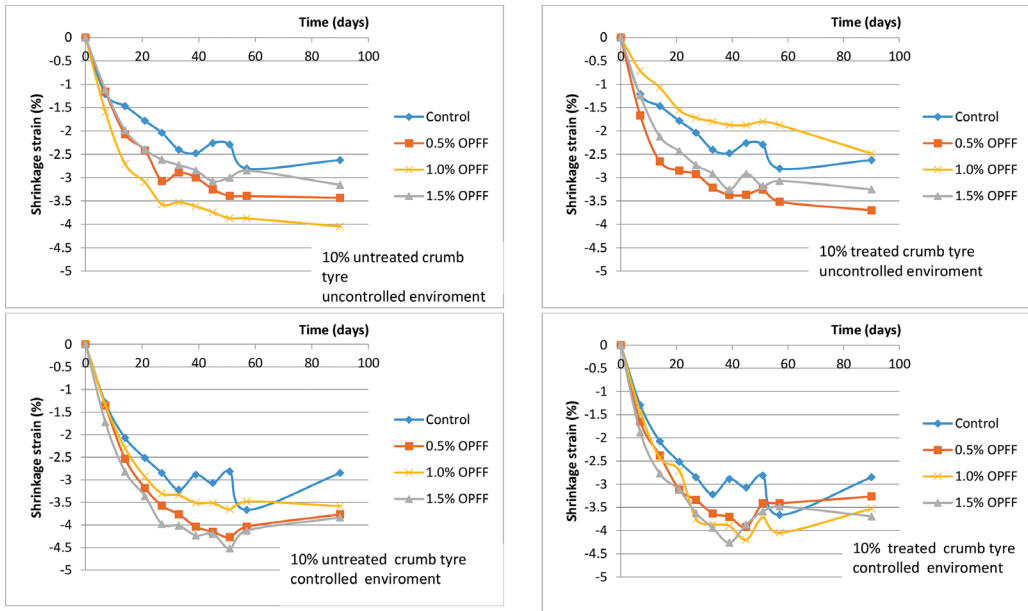 Time (days)
0 20 40 60 80 100
0
-0.5
-1
-1.5
-2
-2.5
-3
-3.5
-4
-4.5
-5
Shrinkage strain (%)
Control
0.5% OPFF
1.0% OPFF
1.5% OPFF
10% untreated crumb
tyre
uncontrolled enviroment
Time (days)
0 20 40 60 80 100
0
-0.5
-1
-1.5
-2
-2.5
-3
-3.5
-4
-4.5
-5
Shrinkage strain (%)
Control
0.5% OPFF
1.0% OPFF
1.5% OPFF
10% treated crumb tyre
uncontrolled enviroment
Time (days)
0 20 40 60 80 100
0
-0.5
-1
-1.5
-2
-2.5
-3
-3.5
-4
-4.5
-5
Shrinkage strain (%)
Control
0.5% OPFF
1.0% OPFF
1.5% OPFF
10% untreated crumb tyre
controlled enviroment
Time (days)
0 20 40 60 80 100
0
-0.5
-1
-1.5
-2
-2.5
-3
-3.5
-4
-4.5
-5
Shrinkage strain (%)
Control
0.5% OPFF
1.0% OPFF
1.5% OPFF
10% treated crumb tyre
controlled enviroment